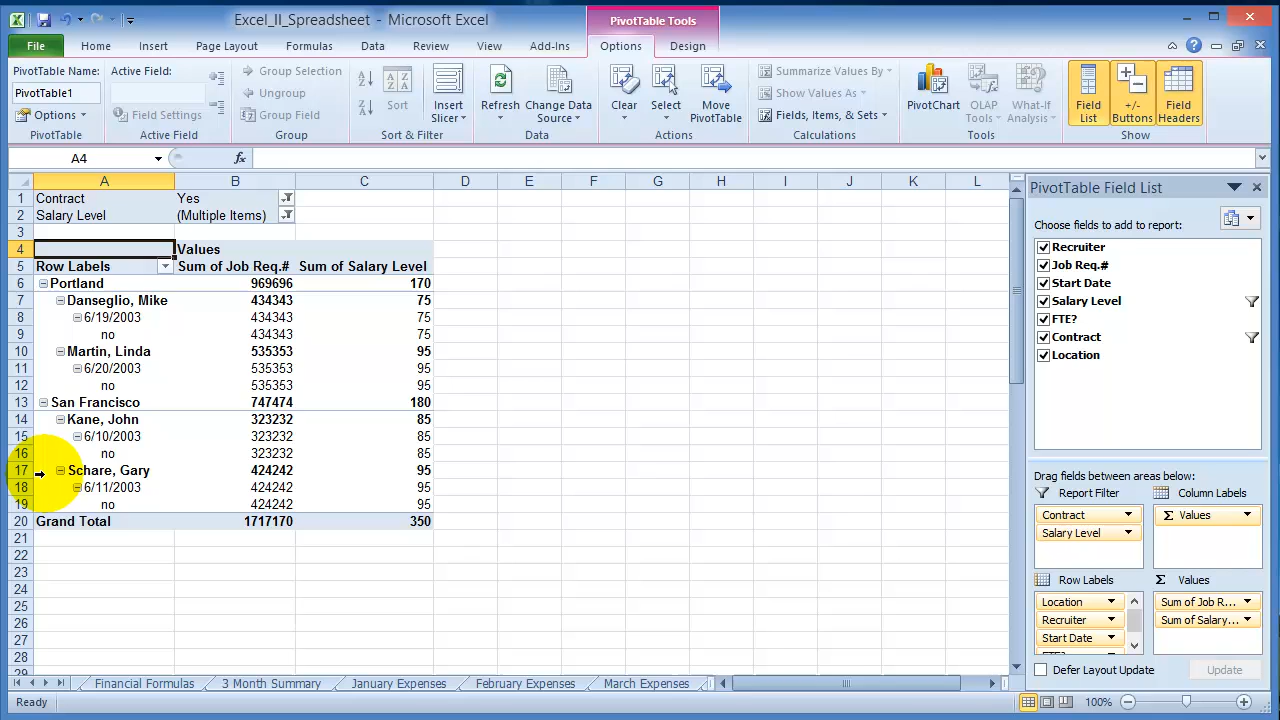 Excel_II_Spreadsheet - Microsoft Excel
PivotTable Tools
File Home Insert Page Layout Formulas Data Review View Add-Ins Options Design
PivotTable Name:
PivotTable1
Options
PivotTable
Active Field:
Field Settings
Active Field
Group Selection
Ungroup
Group Field
Group
Sort
Insert Slicer
Sort & Filter
Refresh
Change Data Source
Data
Clear
Select
Move PivotTable
Actions
Summarize Values By
Show Values As
Fields, Items, & Sets
Calculations
PivotChart
OLAP Tools
What-If Analysis
Tools
Field List
+/- Buttons
Field Headers
Show
A4 fx
A B C D E F G H I J K L
1 Contract Yes
2 Salary Level (Multiple Items)
3
4 Values
5 Row Labels Sum of Job Req.# Sum of Salary Level
6 Portland 969696 170
7 Danseglio, Mike 434343 75
8 6/19/2003 434343 75
9 no 434343 75
10 Martin, Linda 535353 95
11 6/20/2003 535353 95
12 no 535353 95
13 San Francisco 747474 180
14 Kane, John 323232 85
15 6/10/2003 323232 85
16 no 323232 85
17 Schare, Gary 424242 95
18 6/11/2003 424242 95
19 no 424242 95
20 Grand Total 1717170 350
21
22
23
24
25
26
27
28
29
PivotTable Field List
Choose fields to add to report:
Recruiter
Job Req.#
Start Date
Salary Level
FTE?
Contract
Location
Drag fields between areas below:
Report Filter
Contract
Salary Level
Column Labels
Σ Values
Row Labels
Location
Recruiter
Start Date
FTE?
Σ Values
Sum of Job R...
Sum of Salary...
Defer Layout Update Update
Financial Formulas 3 Month Summary January Expenses February Expenses March Expenses
Ready 100%